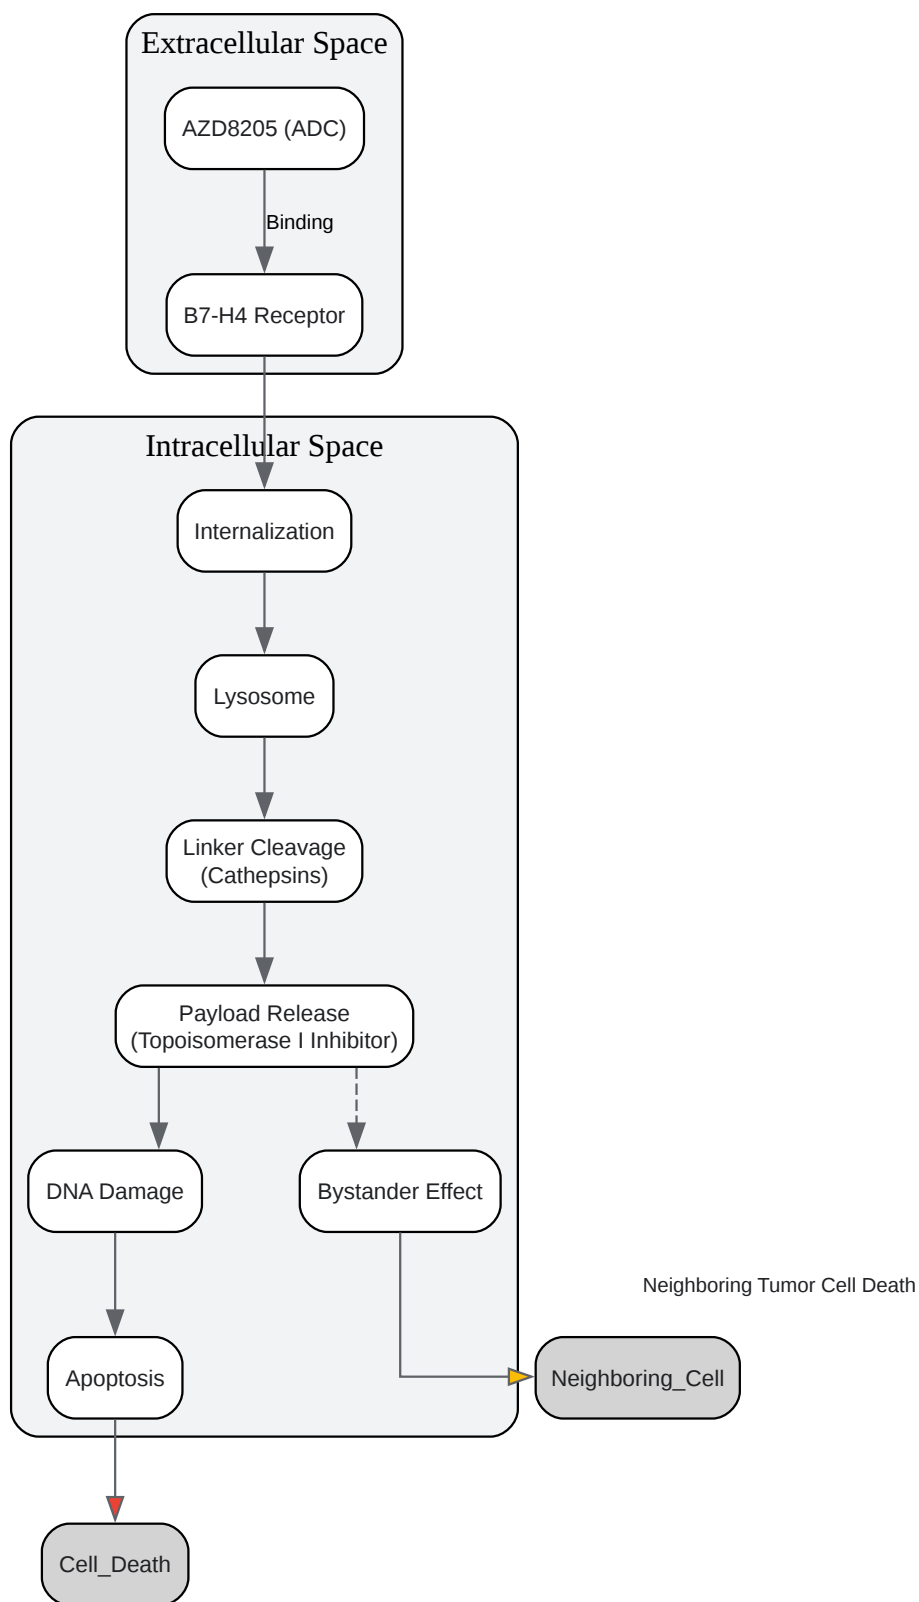 Extracellular Space
AZD8205 (ADC)
Binding
B7-H4 Receptor
Intracellular Space
Internalization
Lysosome
Linker Cleavage
(Cathepsins)
Payload Release
(Topoisomerase I Inhibitor)
DNA Damage
Bystander Effect
Neighboring Tumor Cell Death
Apoptosis
Neighboring_Cell
Cell_Death